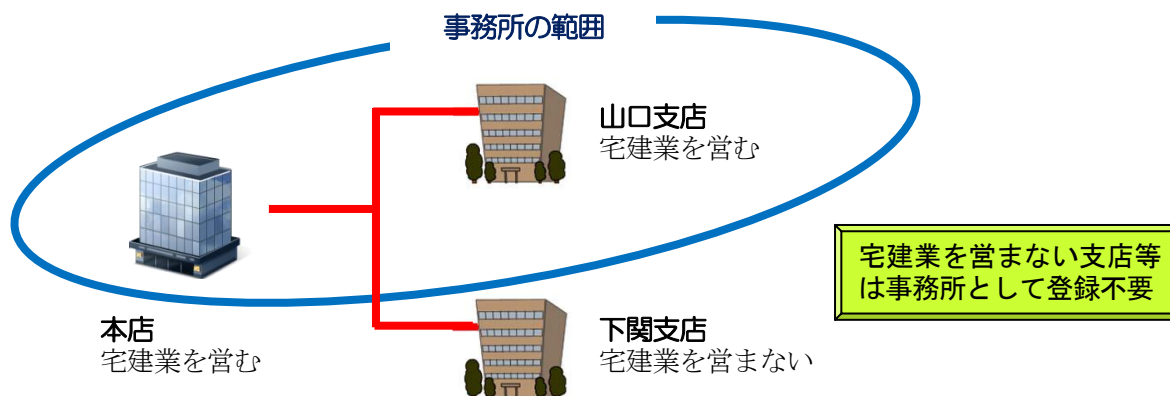 事務所の範囲
山口支店
宅建業を営む
宅建業を営まない支店等
は事務所として登録不要
本店
宅建業を営む
下関支店
宅建業を営まない